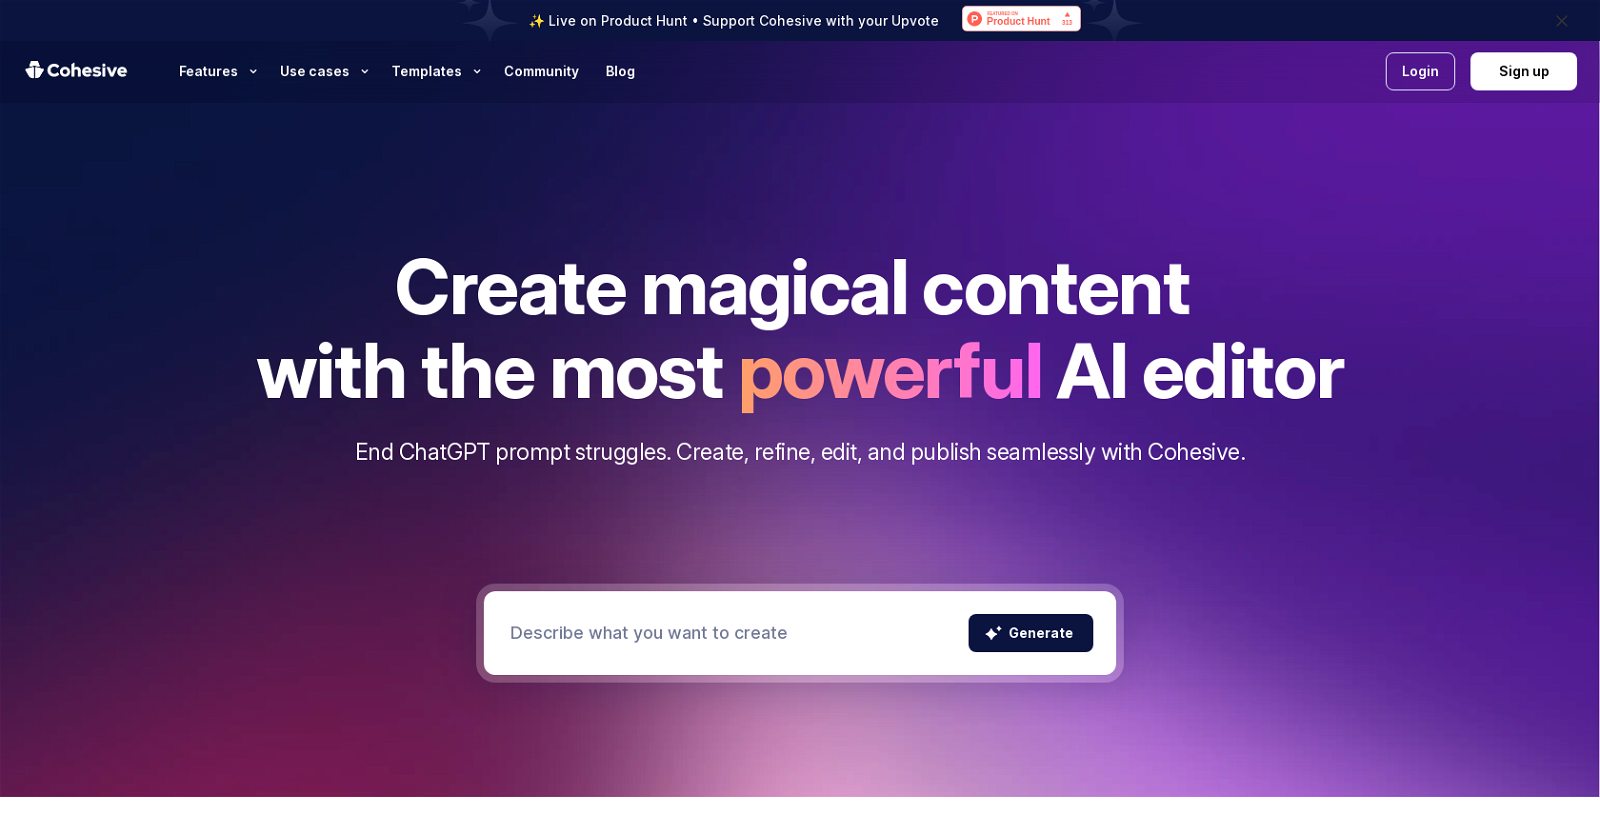 ✨ Live on Product Hunt • Support Cohesive with your Upvote
FEATURED ON
Product Hunt
313
Cohesive
Features
Use cases
Templates
Community
Blog
Login
Sign up
Create magical content
with the most powerful AI editor
End ChatGPT prompt struggles. Create, refine, edit, and publish seamlessly with Cohesive.
Describe what you want to create
Generate